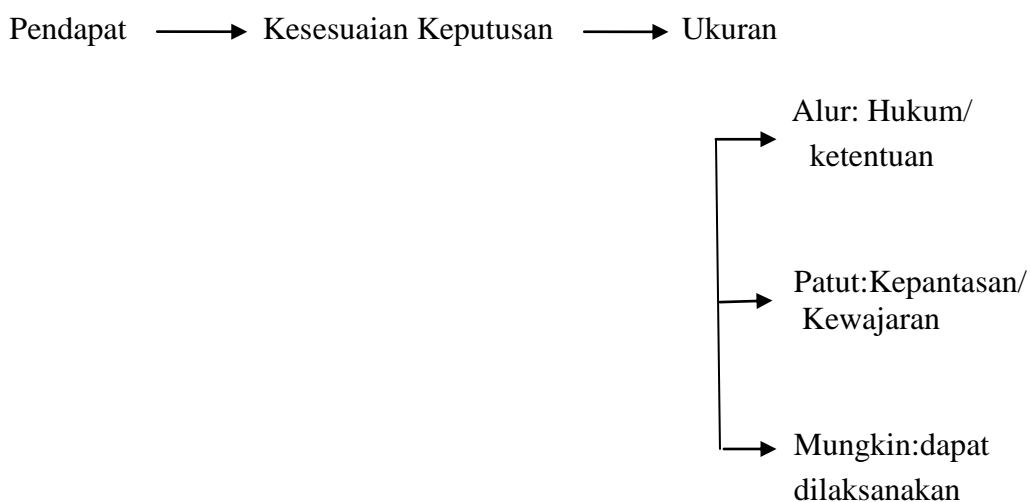 Pendapat Kesesuaian Keputusan Ukuran
Alur: Hukum/
ketentuan
Patut:Kepantasan/
Kewajaran
Mungkin:dapat
dilaksanakan